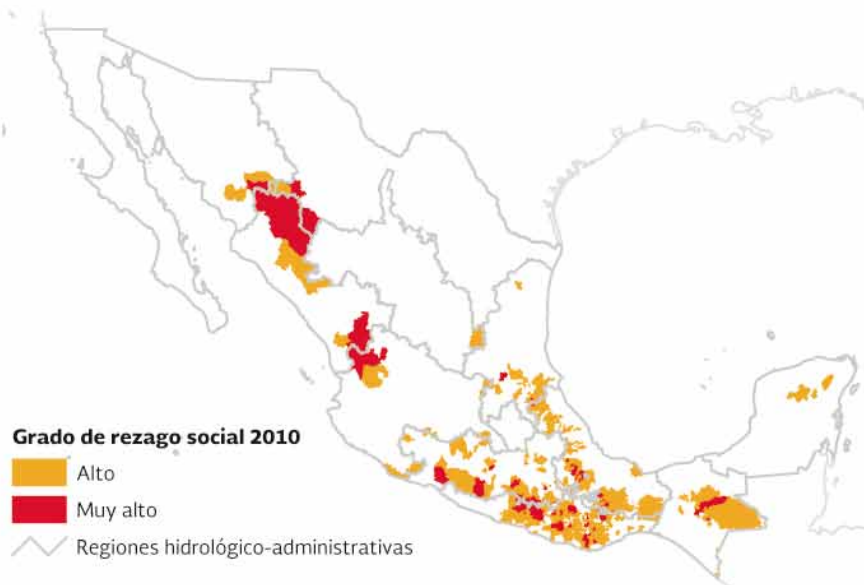 Grado de rezago social 2010
Alto
Muy alto
Regiones hidrológico-administrativas